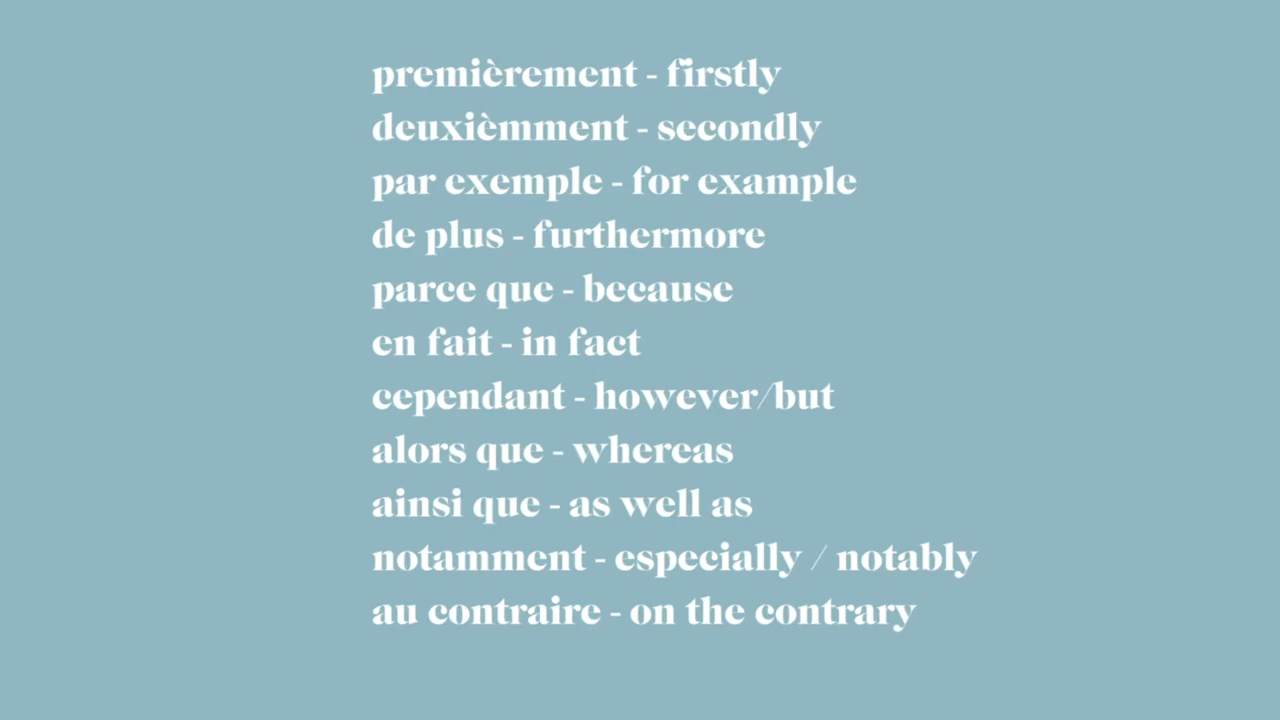 premièrement - firstly
deuxièmment - secondly
par exemple - for example
de plus - furthermore
parce que - because
en fait - in fact
cependant - however/but
alors que - whereas
ainsi que - as well as
notamment - especially / notably
au contraire - on the contrary